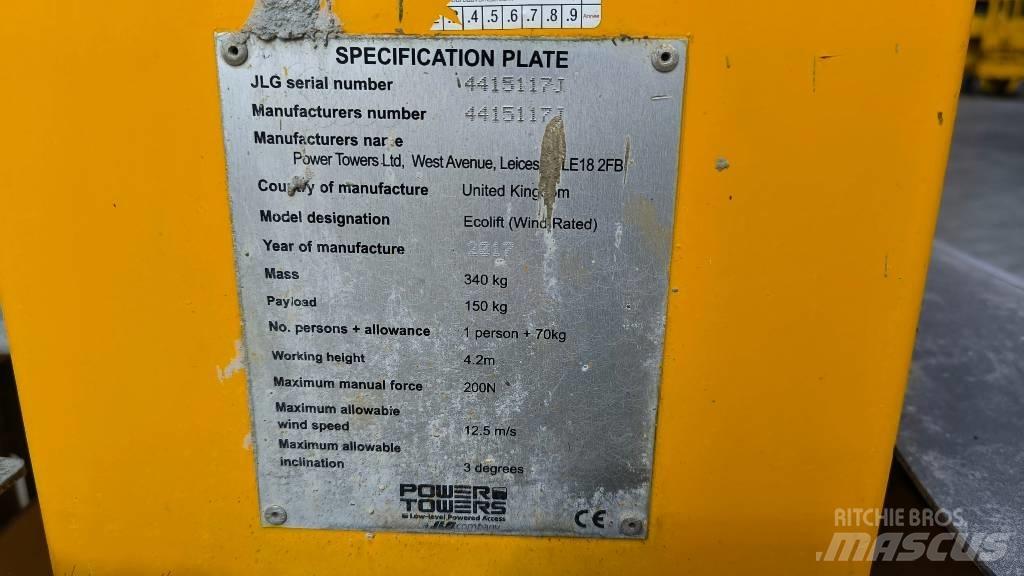 .4 .5 .6 .7 .8 .9 Année
SPECIFICATION PLATE
JLG serial number 4415117J
Manufacturers number 4415117J
Manufacturers name
Power Towers Ltd, West Avenue, LE18 2FB
Country of manufacture United Kingdom
Model designation Ecolift (Wind Rated)
Year of manufacture 2017
Mass 340 kg
Payload 150 kg
No. persons + allowance 1 person + 70kg
Working height 4.2m
Maximum manual force 200N
Maximum allowable
wind speed 12.5 m/s
Maximum allowable
inclination 3 degrees
POWER
TOWERS
Low-level Powered Access
a JLG company
CE
RITCHIE BROS.
MASCUS